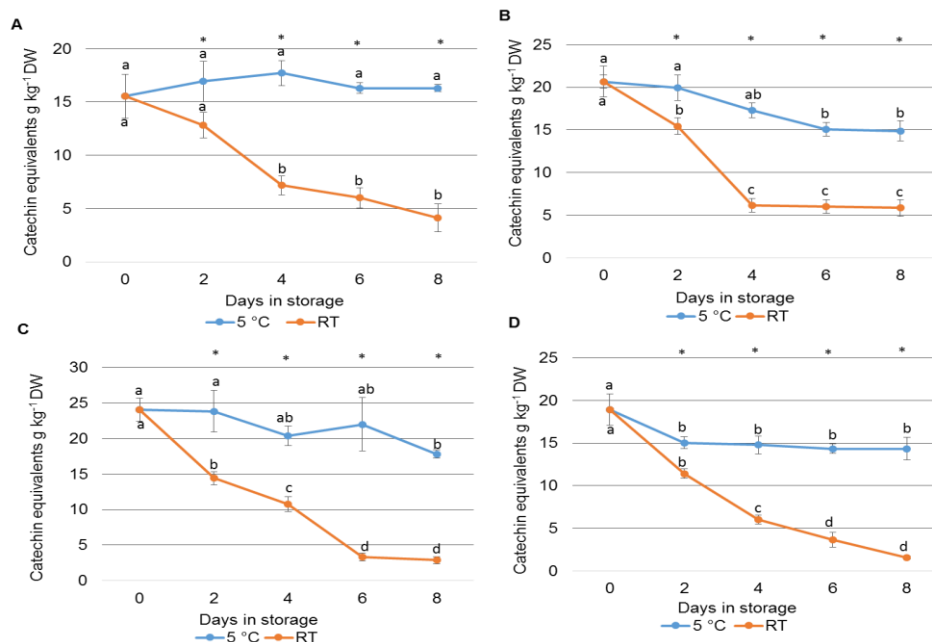 A
Catechin equivalents g kg⁻¹ DW
20
15
10
5
0
* * * *
a a a a a
a a b b b
0 2 4 6 8
Days in storage
5 °C RT
B
Catechin equivalents g kg⁻¹ DW
25
20
15
10
5
0
* * * *
a a ab b b
a b c c c
0 2 4 6 8
Days in storage
5 °C RT
C
Catechin equivalents g kg⁻¹ DW
30
25
20
15
10
5
0
* * * *
a a ab ab b
a b c d d
0 2 4 6 8
Days in storage
5 °C RT
D
Catechin equivalents g kg⁻¹ DW
25
20
15
10
5
0
* * * *
a b b b b
a b c d d
0 2 4 6 8
Days in storage
5 °C RT